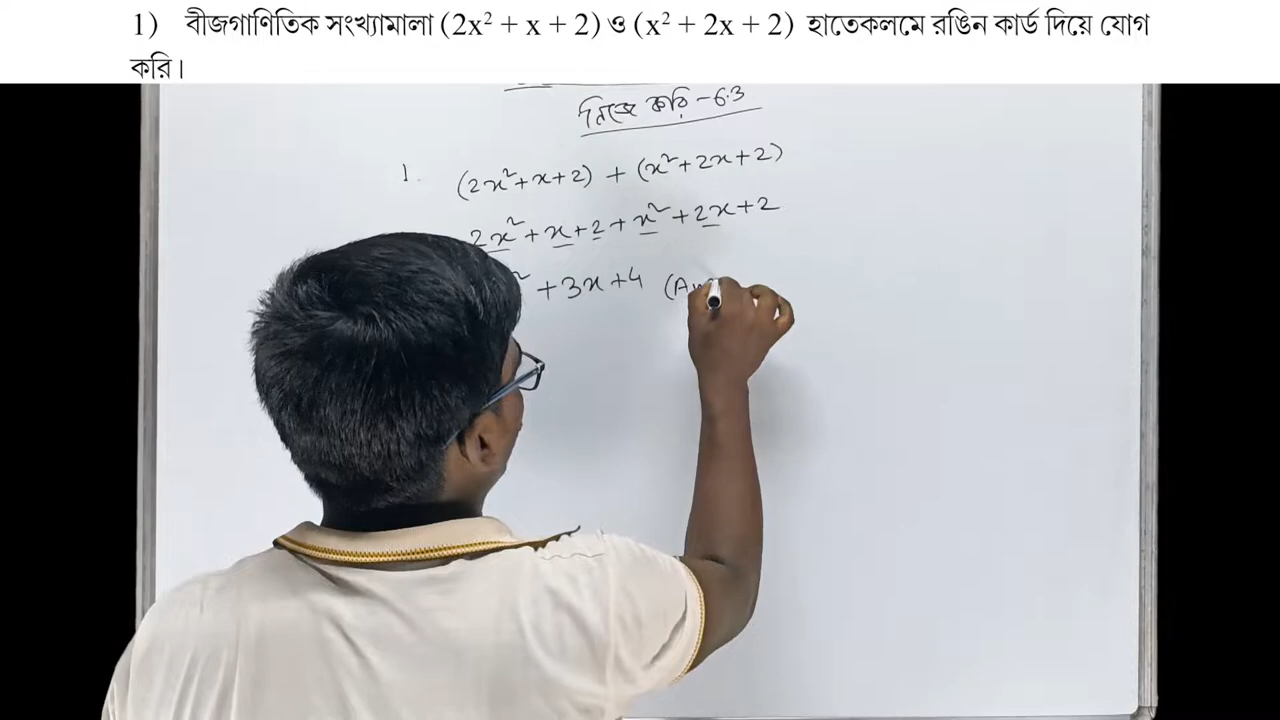 1) বীজগাণিতিক সংখ্যামালা (2x² + x + 2) ও (x² + 2x + 2) হাতেকলমে রঙিন কার্ড দিয়ে যোগ
করি।
নিজে করি - 6.3
1. (2x²+x+2) + (x²+2x+2)
2x² + x + 2 + x² + 2x + 2
² + 3x + 4